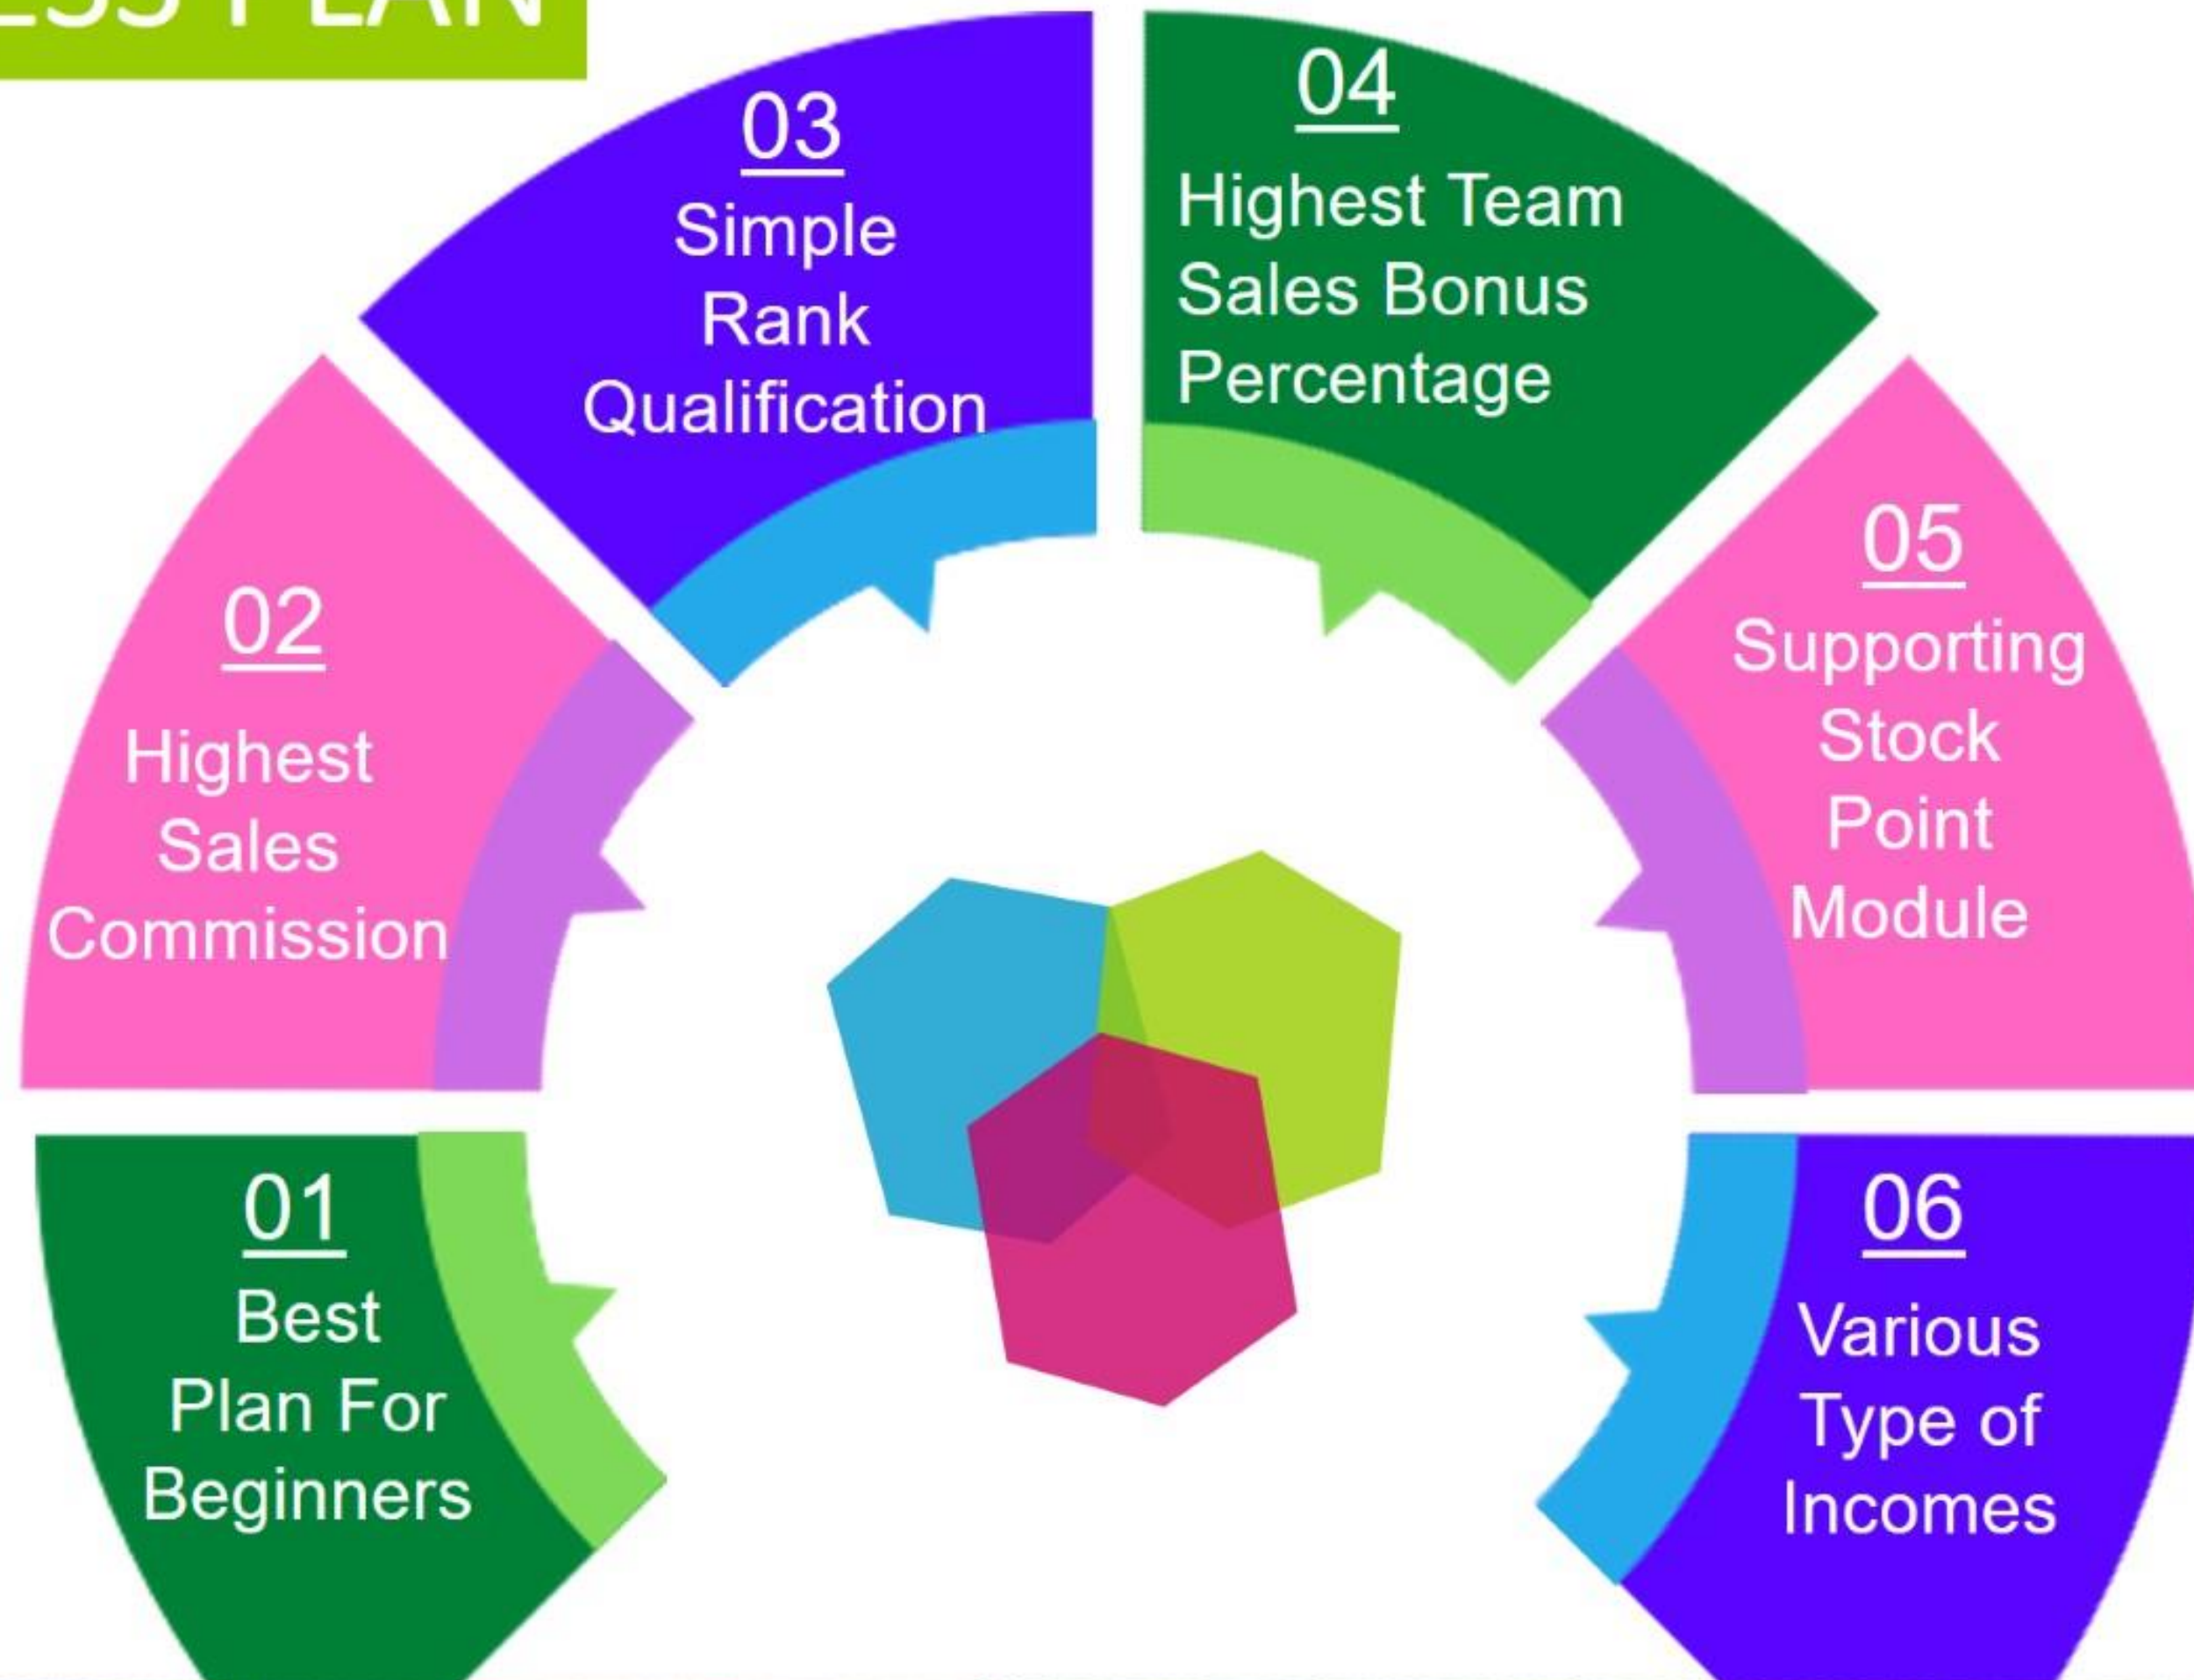 PLAN
01
Best
Plan For
Beginners
02
Highest
Sales
Commission
03
Simple
Rank
Qualification
04
Highest Team
Sales Bonus
Percentage
05
Supporting
Stock
Point
Module
06
Various
Type of
Incomes